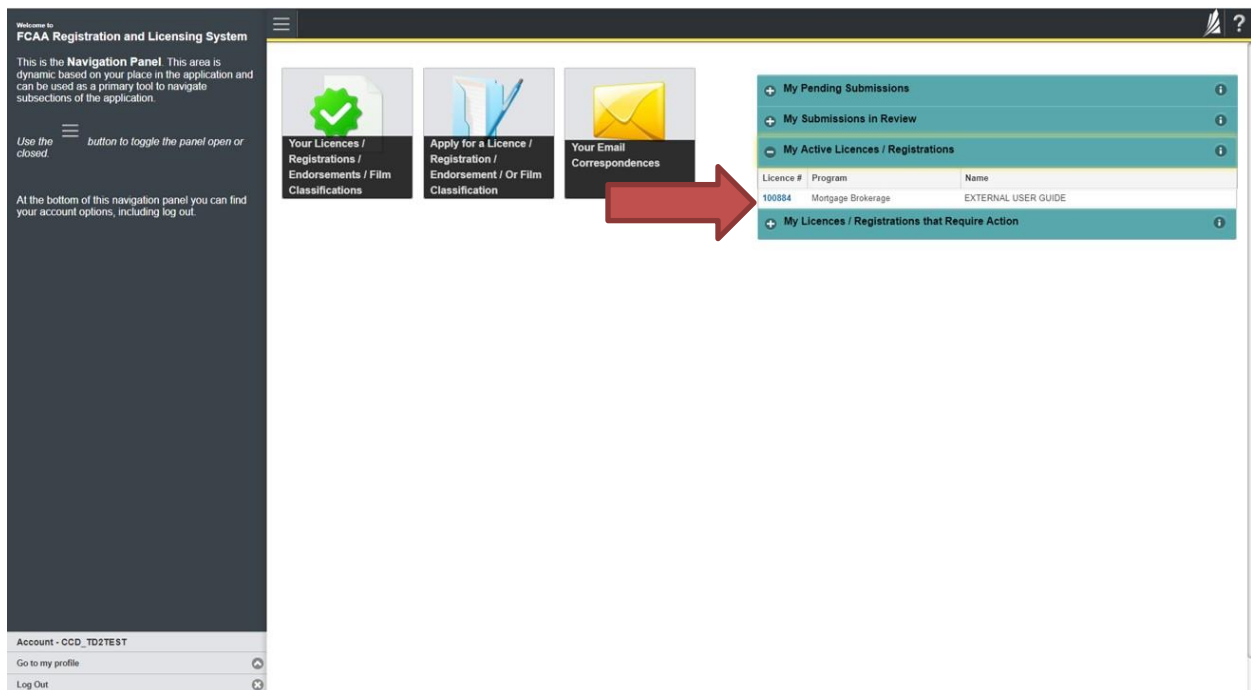 Welcome to
FCAA Registration and Licensing System
This is the Navigation Panel. This area is
dynamic based on your place in the application and
can be used as a primary tool to navigate
subsections of the application.
Use the button to toggle the panel open or
closed.
At the bottom of this navigation panel you can find
your account options, including log out.
Account - CCD_TD2TEST
Go to my profile
Log Out
?
Your Licences /
Registrations /
Endorsements / Film
Classifications
Apply for a Licence /
Registration /
Endorsement / Or Film
Classification
Your Email
Correspondences
My Pending Submissions
My Submissions in Review
My Active Licences / Registrations
Licence # Program Name
100884 Mortgage Brokerage EXTERNAL USER GUIDE
My Licences / Registrations that Require Action